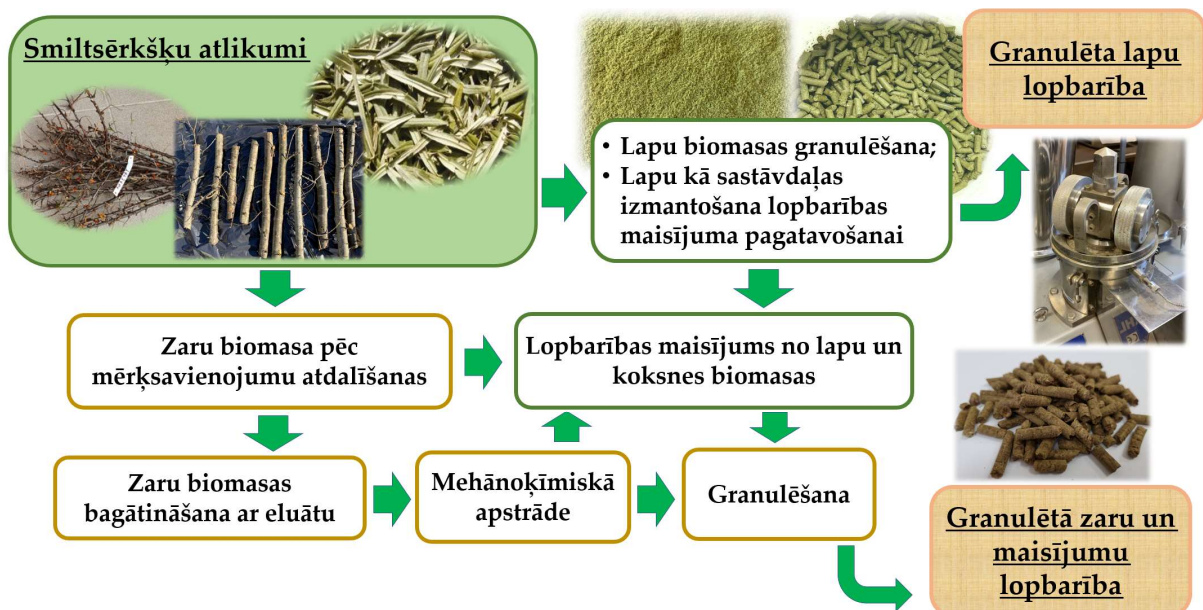 Smiltsērkšķu atlikumi
Granulēta lapu
lopbarība
• Lapu biomasas granulēšana;
• Lapu kā sastāvdaļas
izmantošana lopbarības
maisījuma pagatavošanai
Zaru biomasa pēc
mērķsavienojumu atdalīšanas
Lopbarības maisījums no lapu un
koksnes biomasas
Zaru biomasas
bagātināšana ar eluātu
Mehānoķīmiskā
apstrāde
Granulēšana
Granulētā zaru un
maisījumu
lopbarība